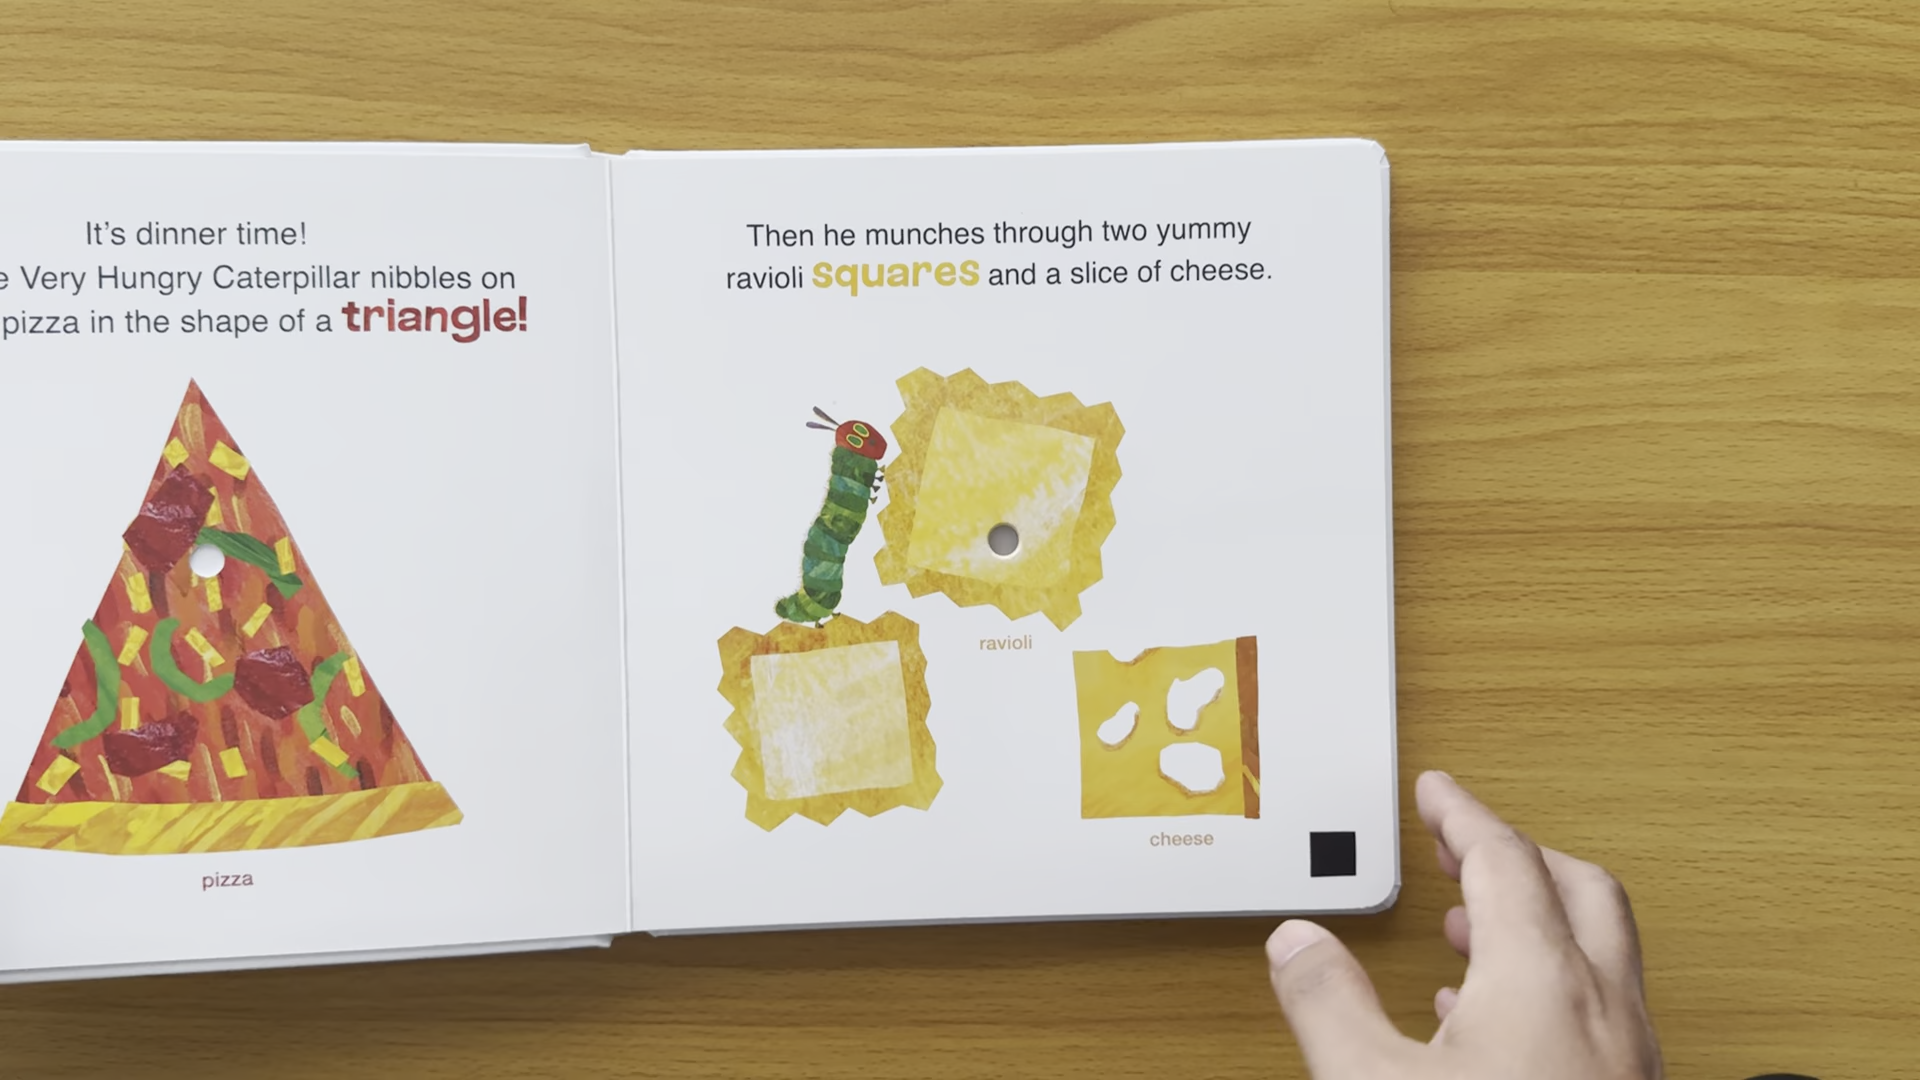 It's dinner time!
Very Hungry Caterpillar nibbles on
pizza in the shape of a triangle!
pizza
Then he munches through two yummy
ravioli squares and a slice of cheese.
ravioli
cheese